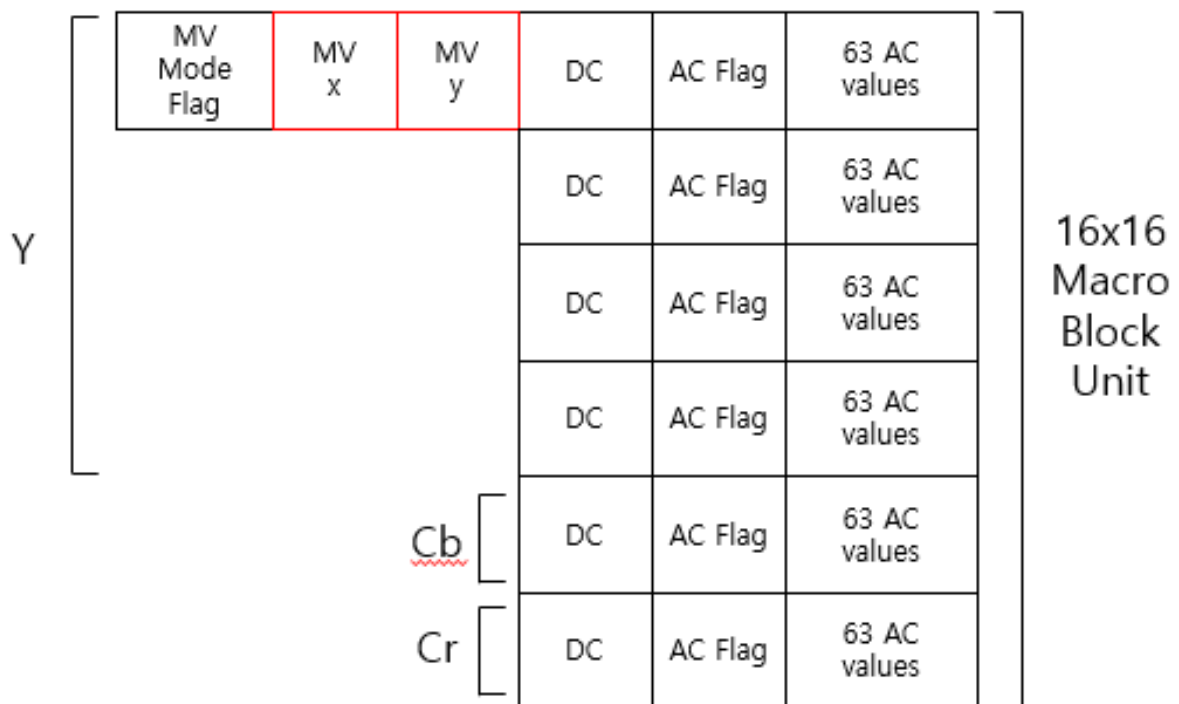 MV
Mode
Flag
MV
x
MV
y
DC
AC Flag
63 AC
values
DC
AC Flag
63 AC
values
Y
DC
AC Flag
63 AC
values
16x16
Macro
Block
Unit
DC
AC Flag
63 AC
values
Cb
DC
AC Flag
63 AC
values
Cr
DC
AC Flag
63 AC
values